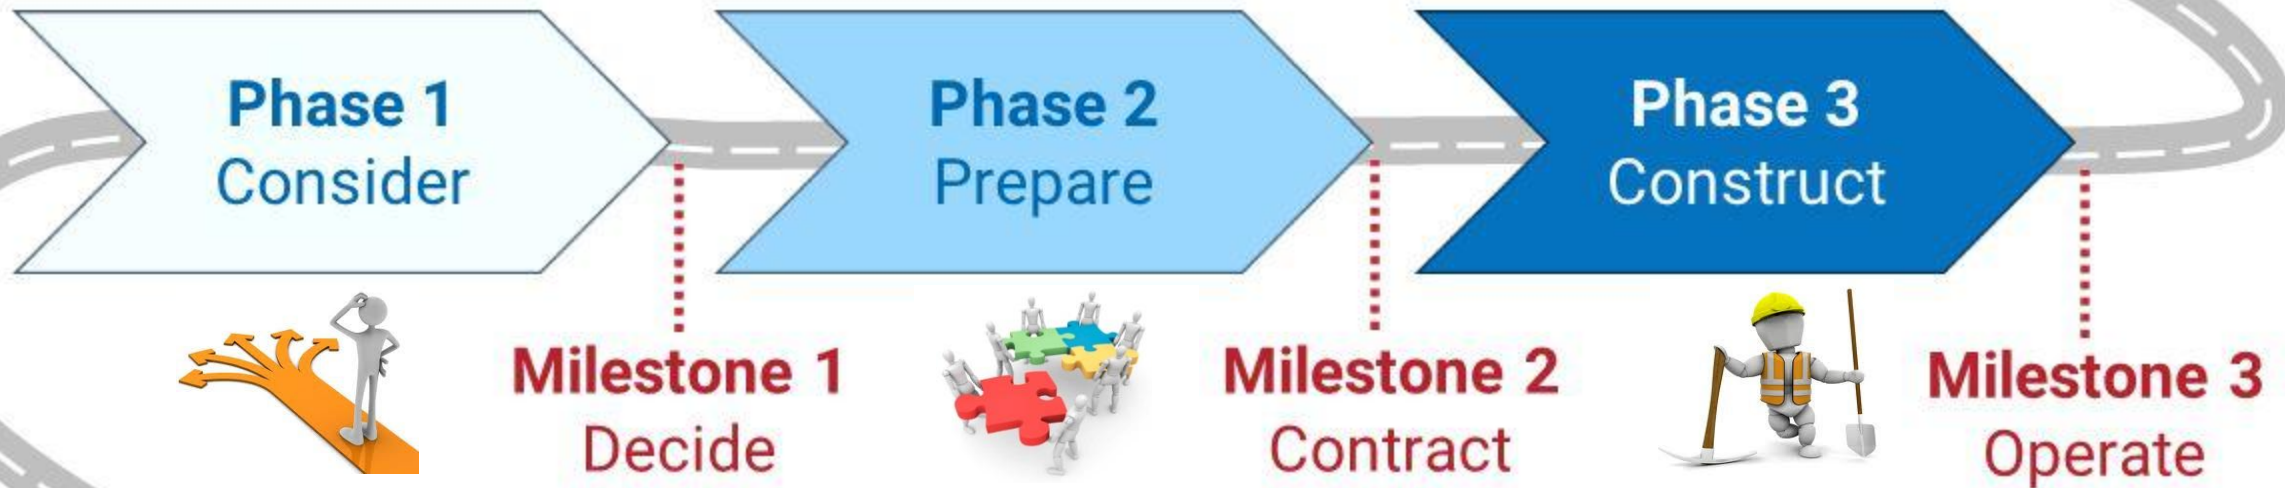 Phase 1
Consider
Phase 2
Prepare
Phase 3
Construct
Milestone 1
Decide
Milestone 2
Contract
Milestone 3
Operate